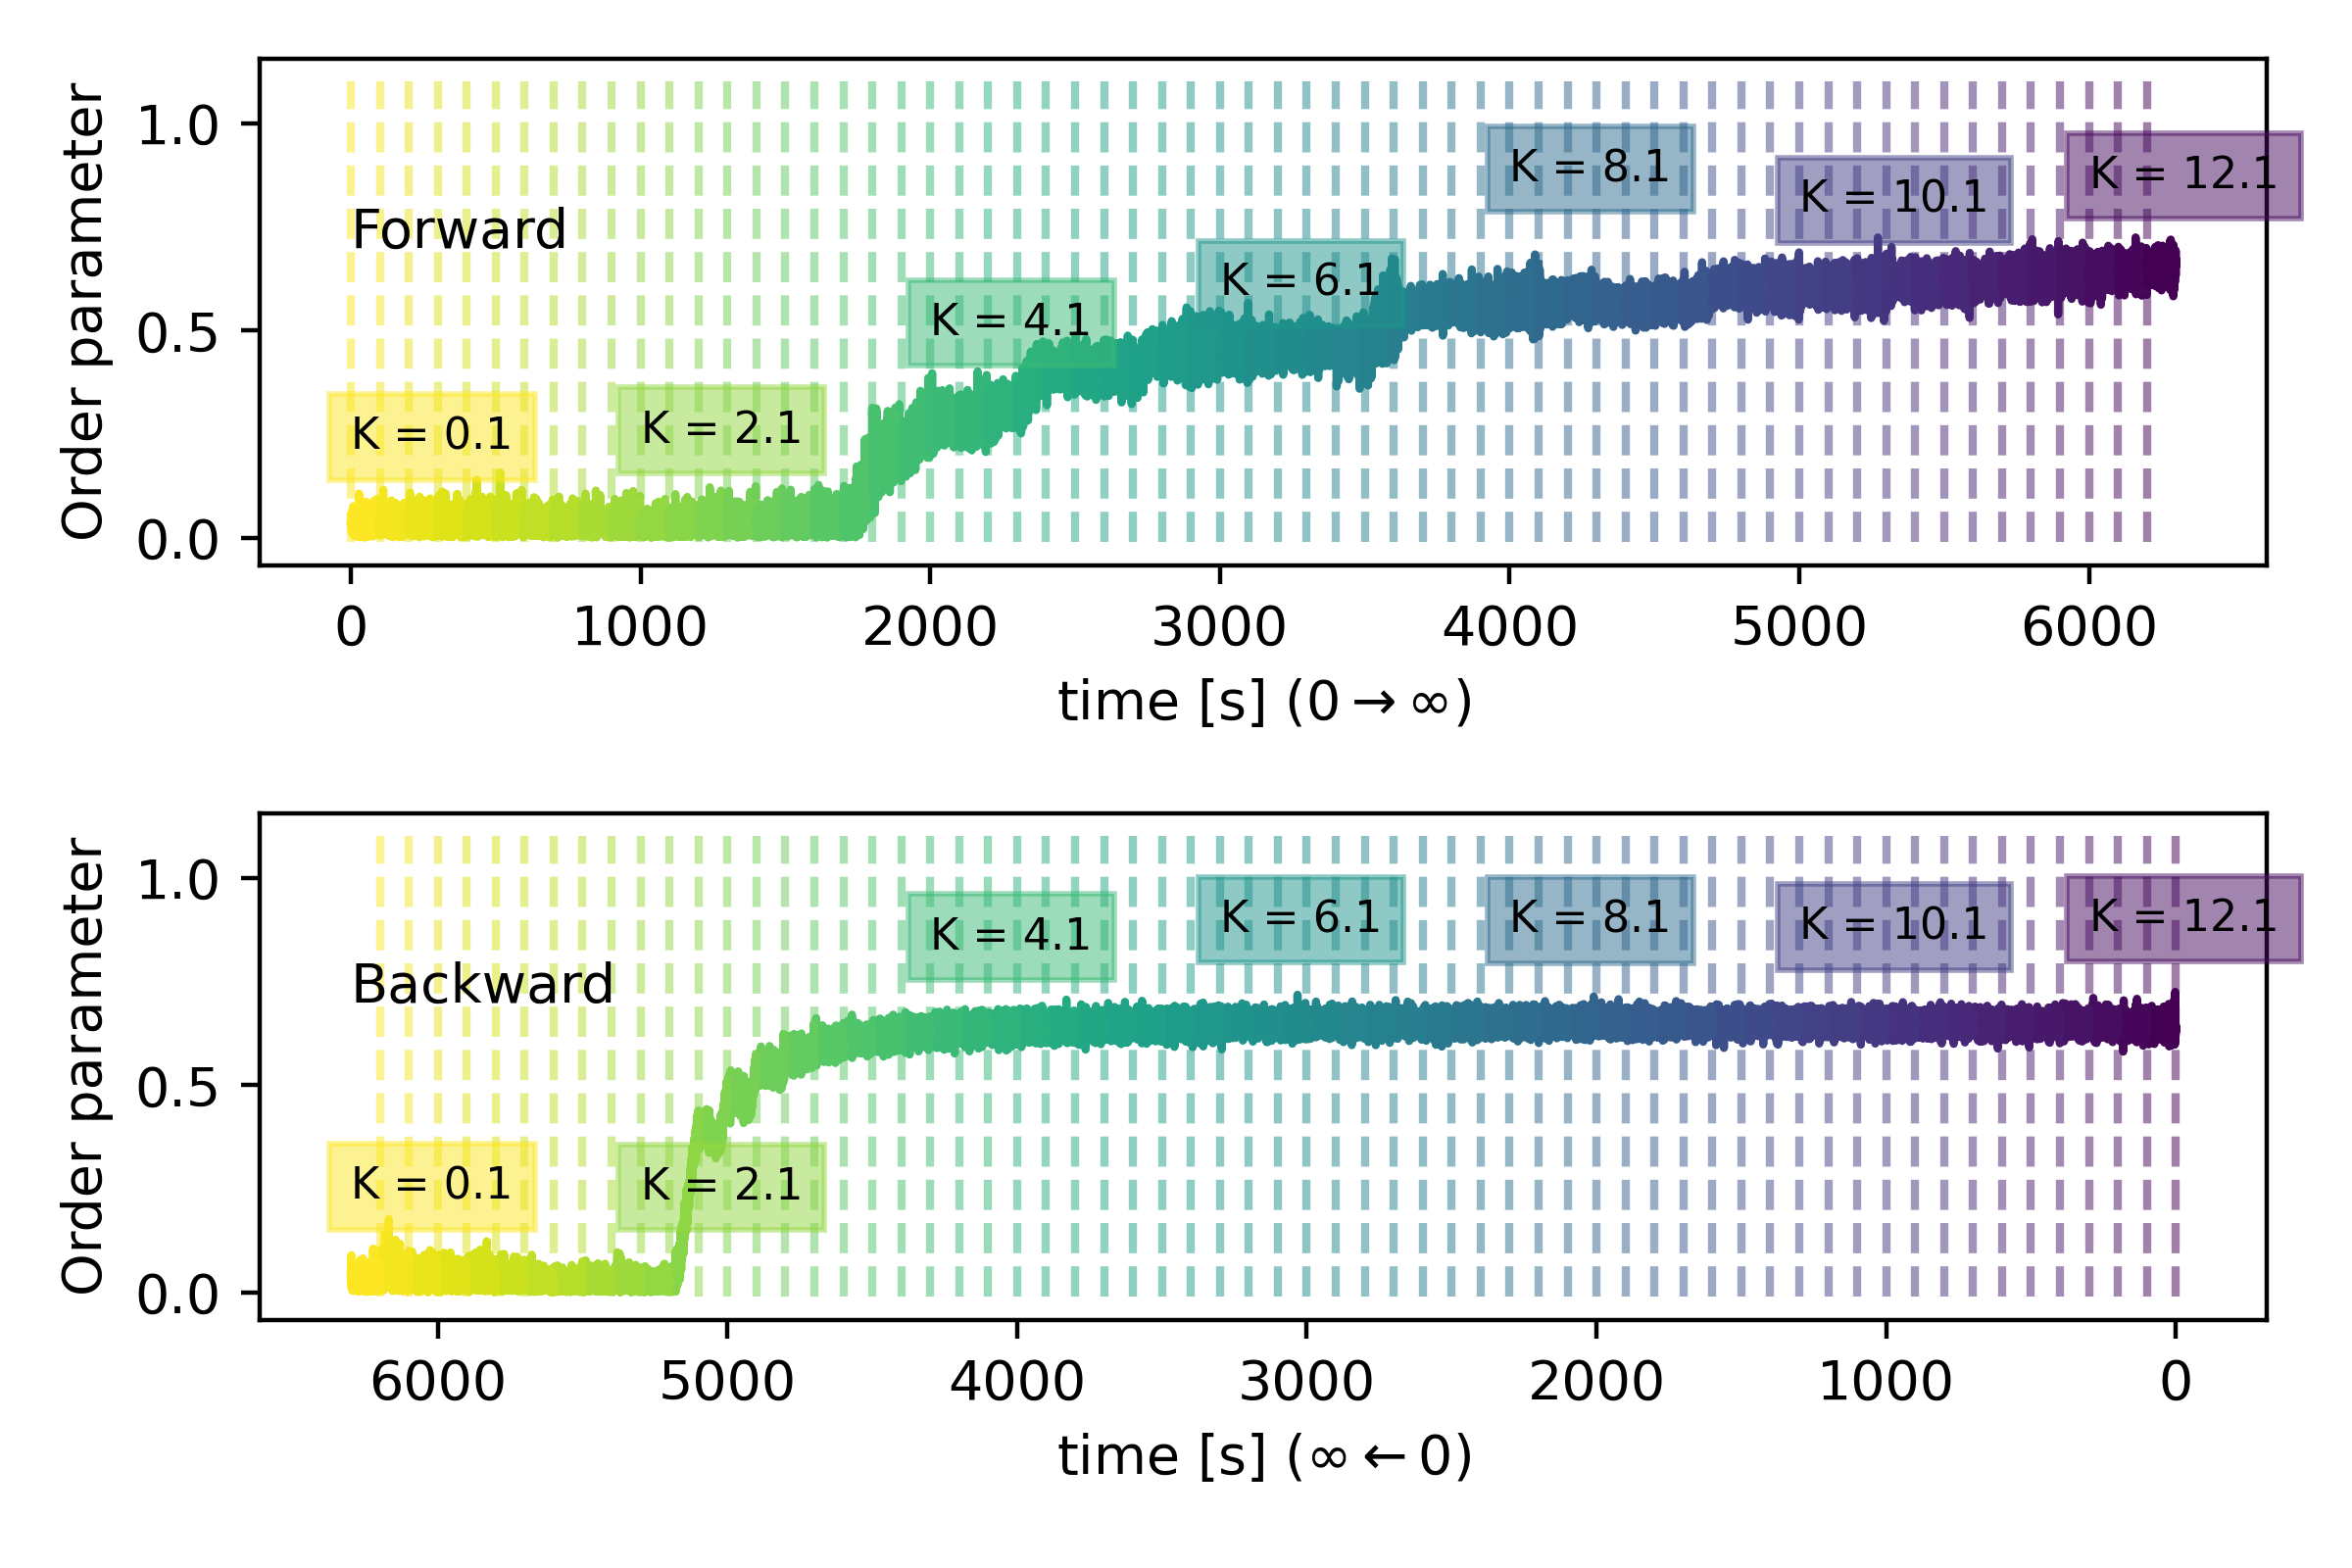 Order parameter
1.0
0.5
0.0
Forward
K = 0.1
K = 2.1
K = 4.1
K = 6.1
K = 8.1
K = 10.1
K = 12.1
0 1000 2000 3000 4000 5000 6000
time [s] (0 → ∞)
Order parameter
1.0
0.5
0.0
Backward
K = 0.1
K = 2.1
K = 4.1
K = 6.1
K = 8.1
K = 10.1
K = 12.1
6000 5000 4000 3000 2000 1000 0
time [s] (∞ ← 0)